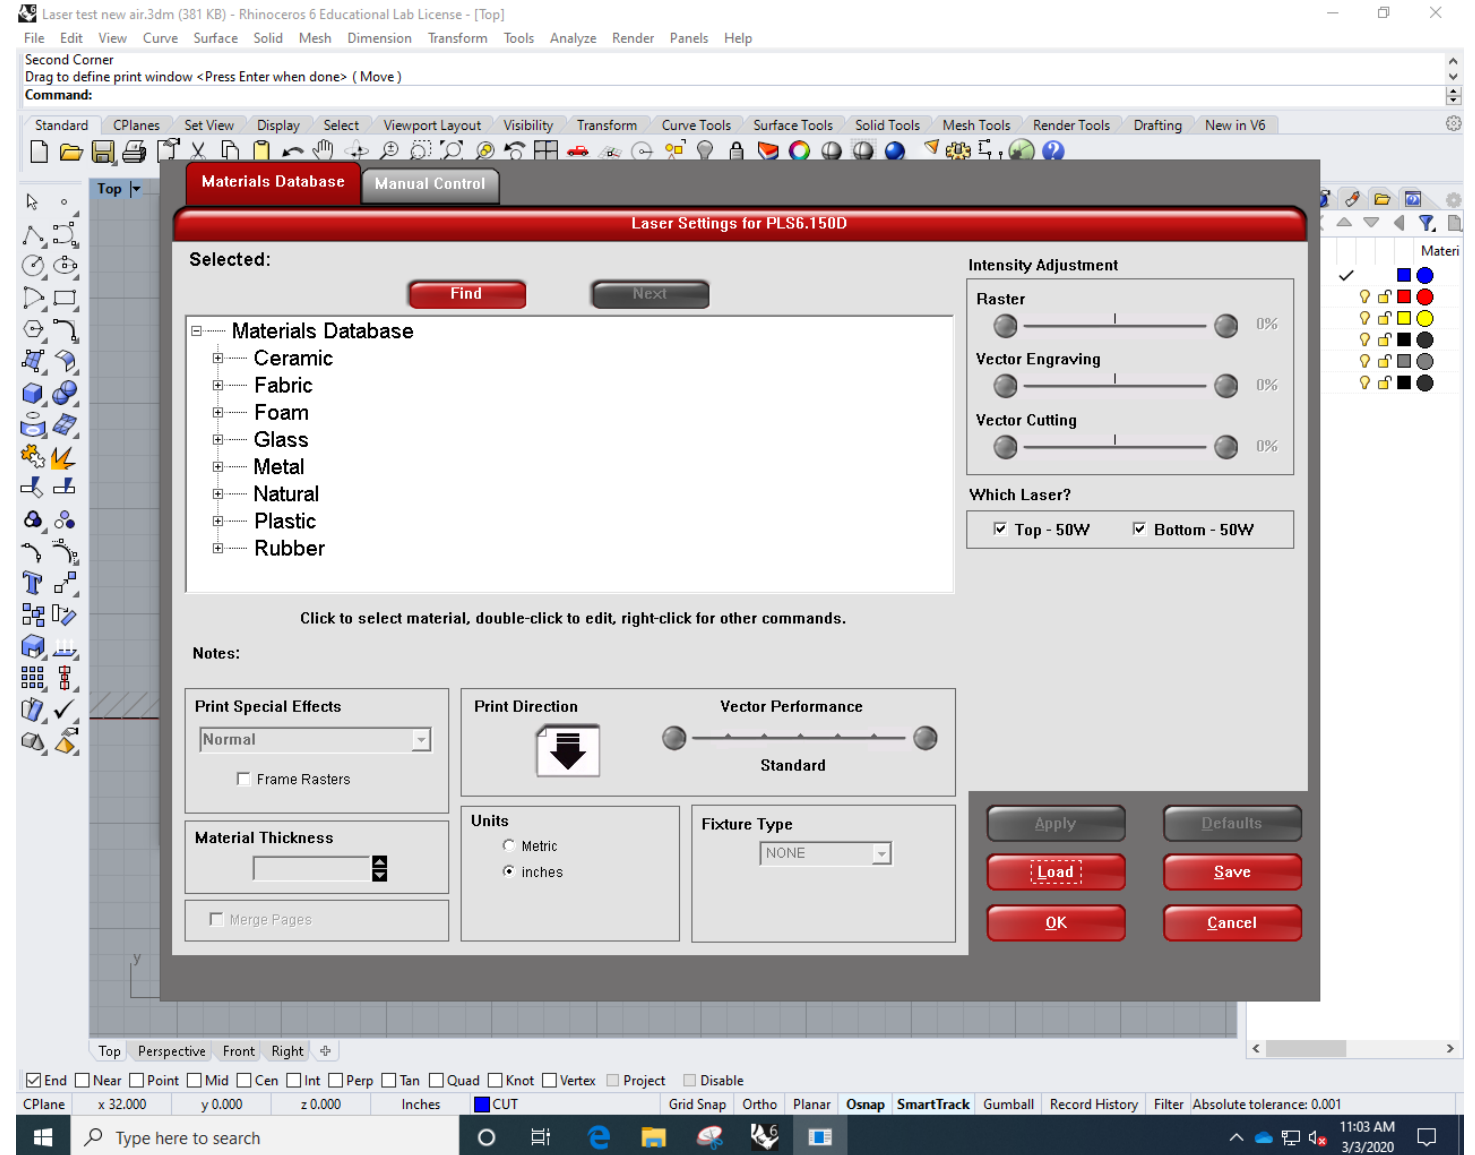 Laser test new air.3dm (381 KB) - Rhinoceros 6 Educational Lab License - [Top]
File Edit View Curve Surface Solid Mesh Dimension Transform Tools Analyze Render Panels Help
Second Corner
Drag to define print window <Press Enter when done> ( Move )
Command:
Standard CPlanes Set View Display Select Viewport Layout Visibility Transform Curve Tools Surface Tools Solid Tools Mesh Tools Render Tools Drafting New in V6
Top
Materials Database Manual Control
Laser Settings for PLS6.150D
Materi
Selected:
Find Next
Materials Database
Ceramic
Fabric
Foam
Glass
Metal
Natural
Plastic
Rubber
Intensity Adjustment
Raster
0%
Vector Engraving
0%
Vector Cutting
0%
Which Laser?
Top - 50W Bottom - 50W
Click to select material, double-click to edit, right-click for other commands.
Notes:
Print Special Effects
Normal
Frame Rasters
Print Direction
Vector Performance
Standard
Material Thickness
Merge Pages
Units
Metric
inches
Fixture Type
NONE
Apply Defaults
Load Save
OK Cancel
y
Top Perspective Front Right
End Near Point Mid Cen Int Perp Tan Quad Knot Vertex Project Disable
CPlane x 32.000 y 0.000 z 0.000 Inches CUT Grid Snap Ortho Planar Osnap SmartTrack Gumball Record History Filter Absolute tolerance: 0.001
Type here to search
6
11:03 AM
3/3/2020